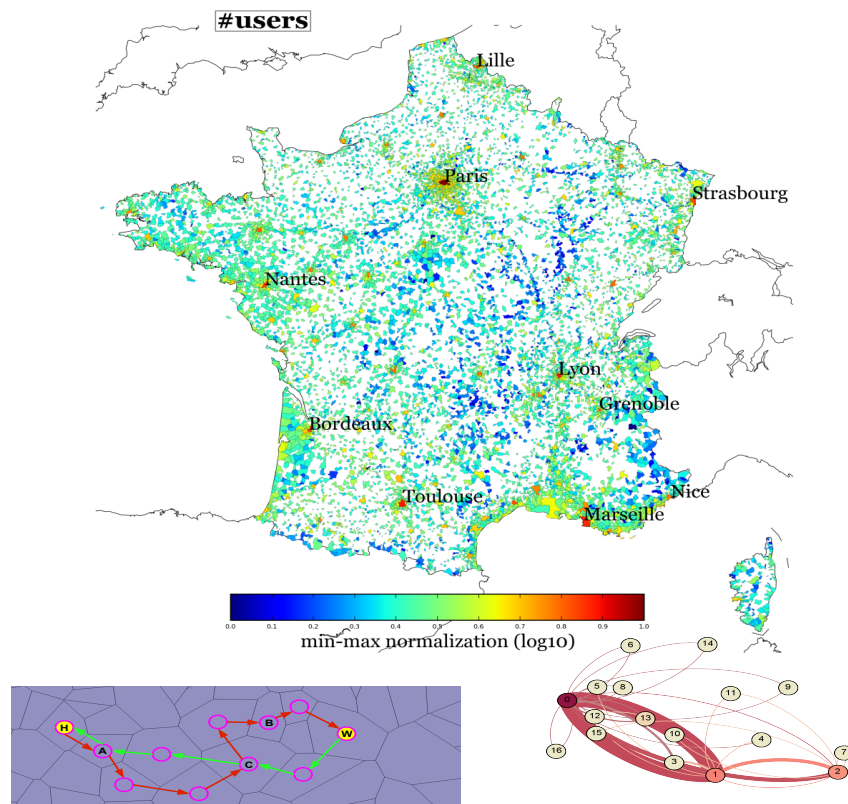 #users
Lille
Paris
Strasbourg
Nantes
Lyon
Grenoble
Bordeaux
Toulouse
Nice
Marseille
0.0 0.1 0.2 0.3 0.4 0.5 0.6 0.7 0.8 0.9 1.0
min-max normalization (log10)
H
A
B
W
C
6
14
0
5
8
9
11
12
13
15
10
4
16
3
7
1
2